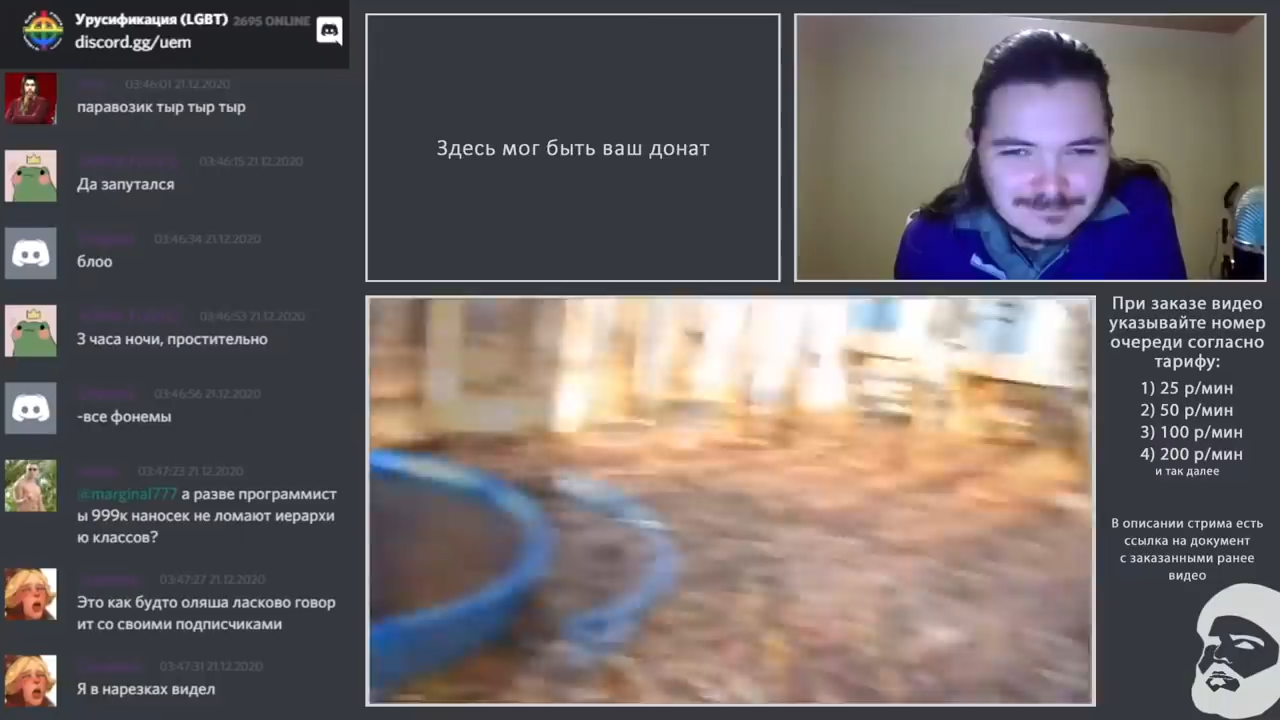 Урусификация (LGBT) 2695 ONLINE
discord.gg/uem
03:46:01 21.12.2020
паравозик тыр тыр тыр
03:46:15 21.12.2020
Да запутался
03:46:34 21.12.2020
блоо
03:46:53 21.12.2020
3 часа ночи, простительно
03:46:56 21.12.2020
-все фонемы
03:47:23 21.12.2020
@marginal777 а разве программист
ы 999к наносек не ломают иерархи
ю классов?
03:47:27 21.12.2020
Это как будто оляша ласково говор
ит со своими подписчиками
03:47:31 21.12.2020
Я в нарезках видел
Здесь мог быть ваш донат
При заказе видео
указывайте номер
очереди согласно
тарифу:
1) 25 р/мин
2) 50 р/мин
3) 100 р/мин
4) 200 р/мин
и так далее
В описании стрима есть
ссылка на документ
с заказанными ранее
видео